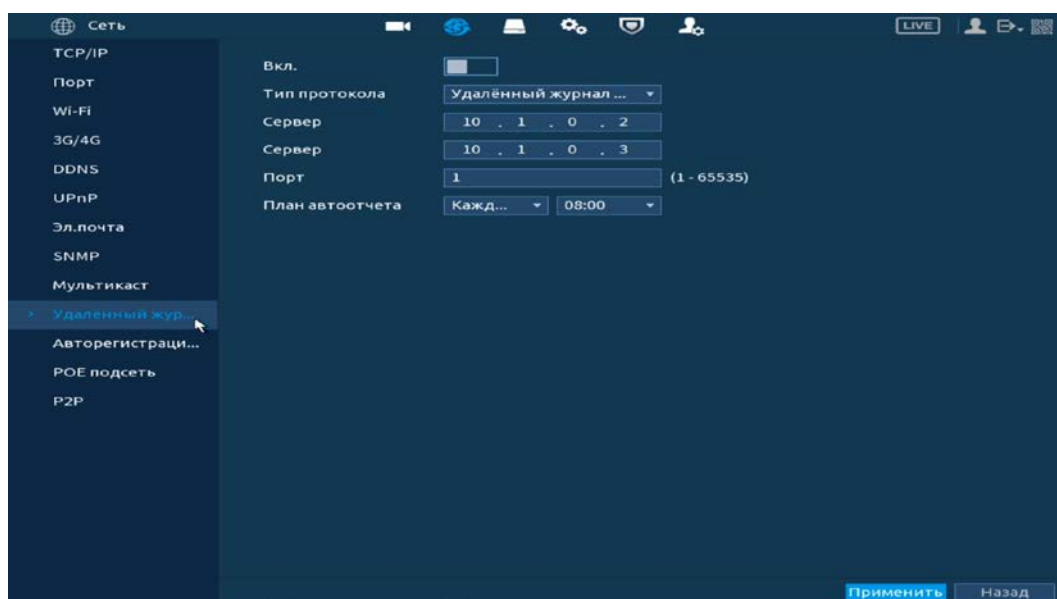 Сеть
LIVE
TCP/IP
Порт
Wi-Fi
3G/4G
DDNS
UPnP
Эл.почта
SNMP
Мультикаст
Удаленный жур...
Авторегистраци...
POE подсеть
P2P
Вкл.
Тип протокола Удалённый журнал ...
Сервер 10 . 1 . 0 . 2
Сервер 10 . 1 . 0 . 3
Порт 1 (1 - 65535)
План автоотчета Кажд... 08:00
Применить Назад